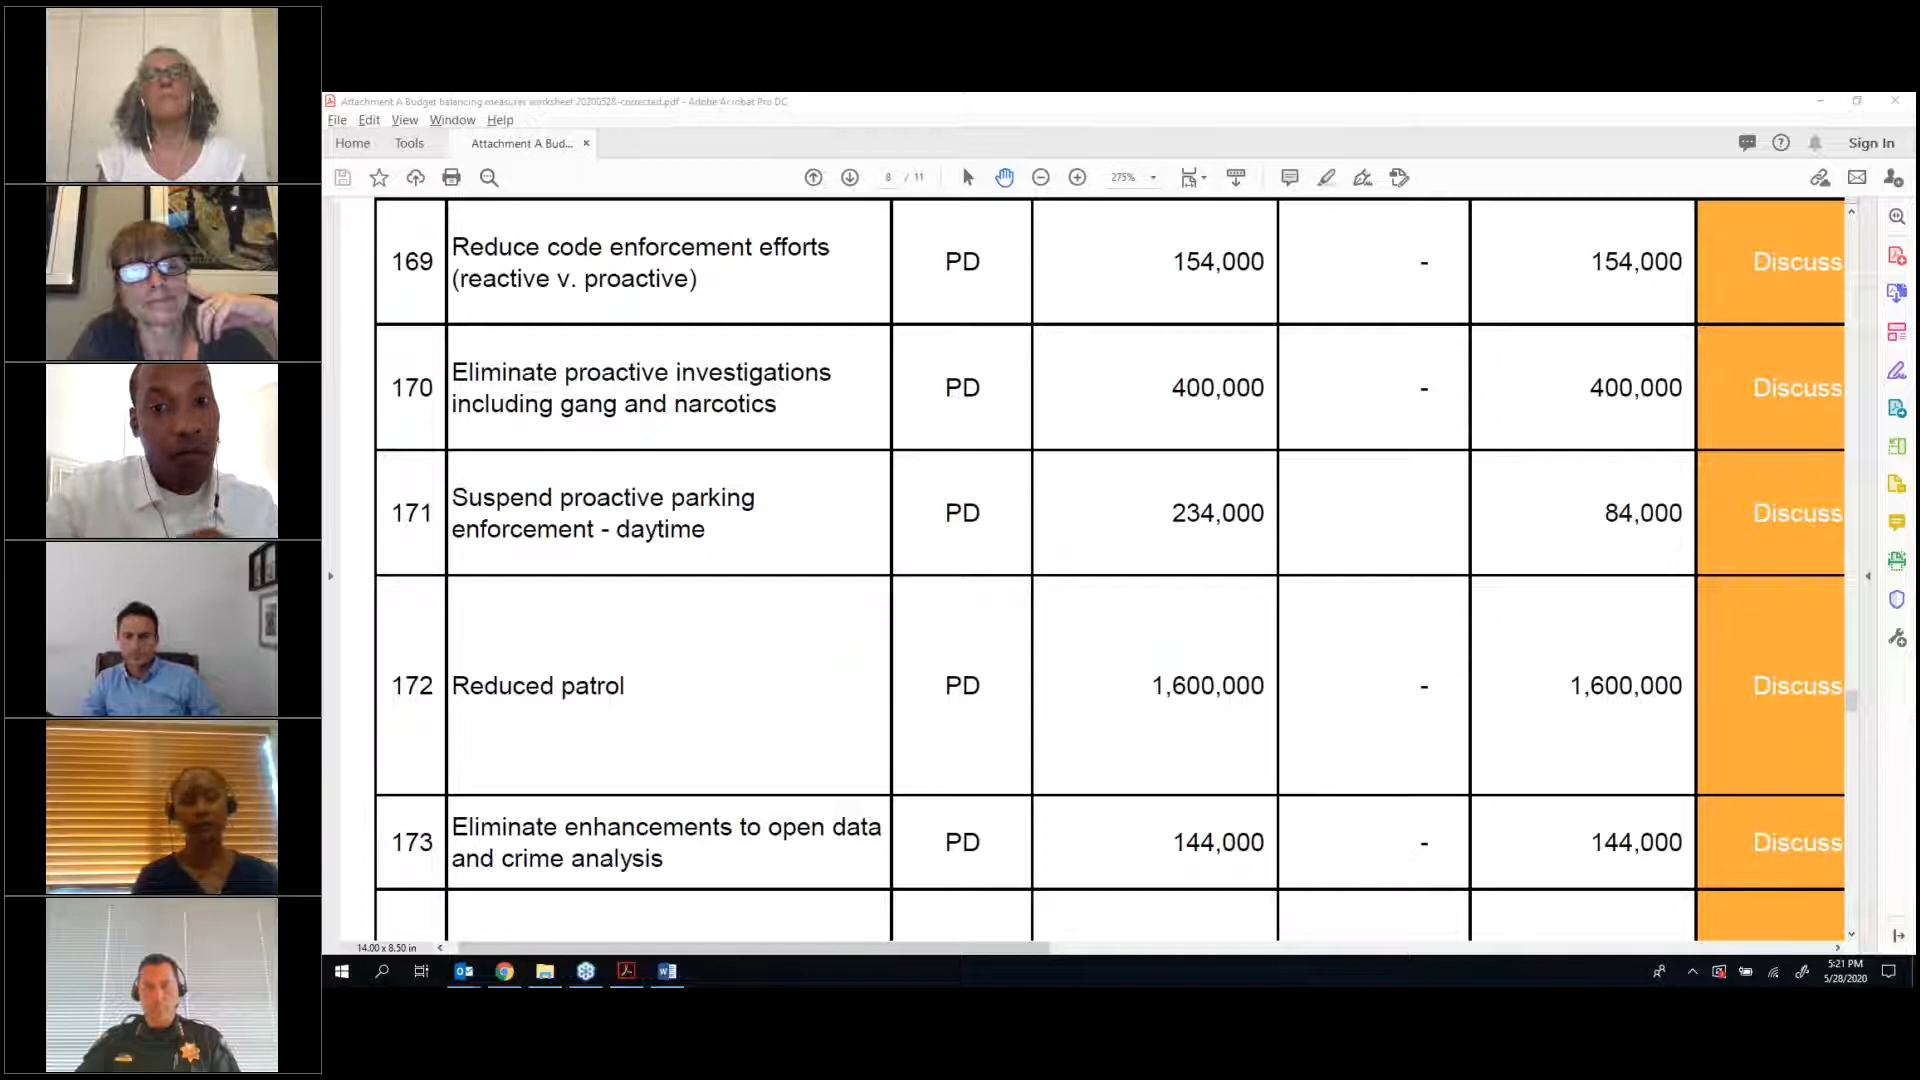 Attachment A Budget balancing measures worksheet 20200528-corrected.pdf - Adobe Acrobat Pro DC
File Edit View Window Help
Home Tools Attachment A Bud... ×
Sign In
8 / 11
275%
169 Reduce code enforcement efforts (reactive v. proactive) PD 154,000 - 154,000 Discuss
170 Eliminate proactive investigations including gang and narcotics PD 400,000 - 400,000 Discuss
171 Suspend proactive parking enforcement - daytime PD 234,000 84,000 Discuss
172 Reduced patrol PD 1,600,000 - 1,600,000 Discuss
173 Eliminate enhancements to open data and crime analysis PD 144,000 - 144,000 Discuss
14.00 x 8.50 in
5:21 PM
5/28/2020